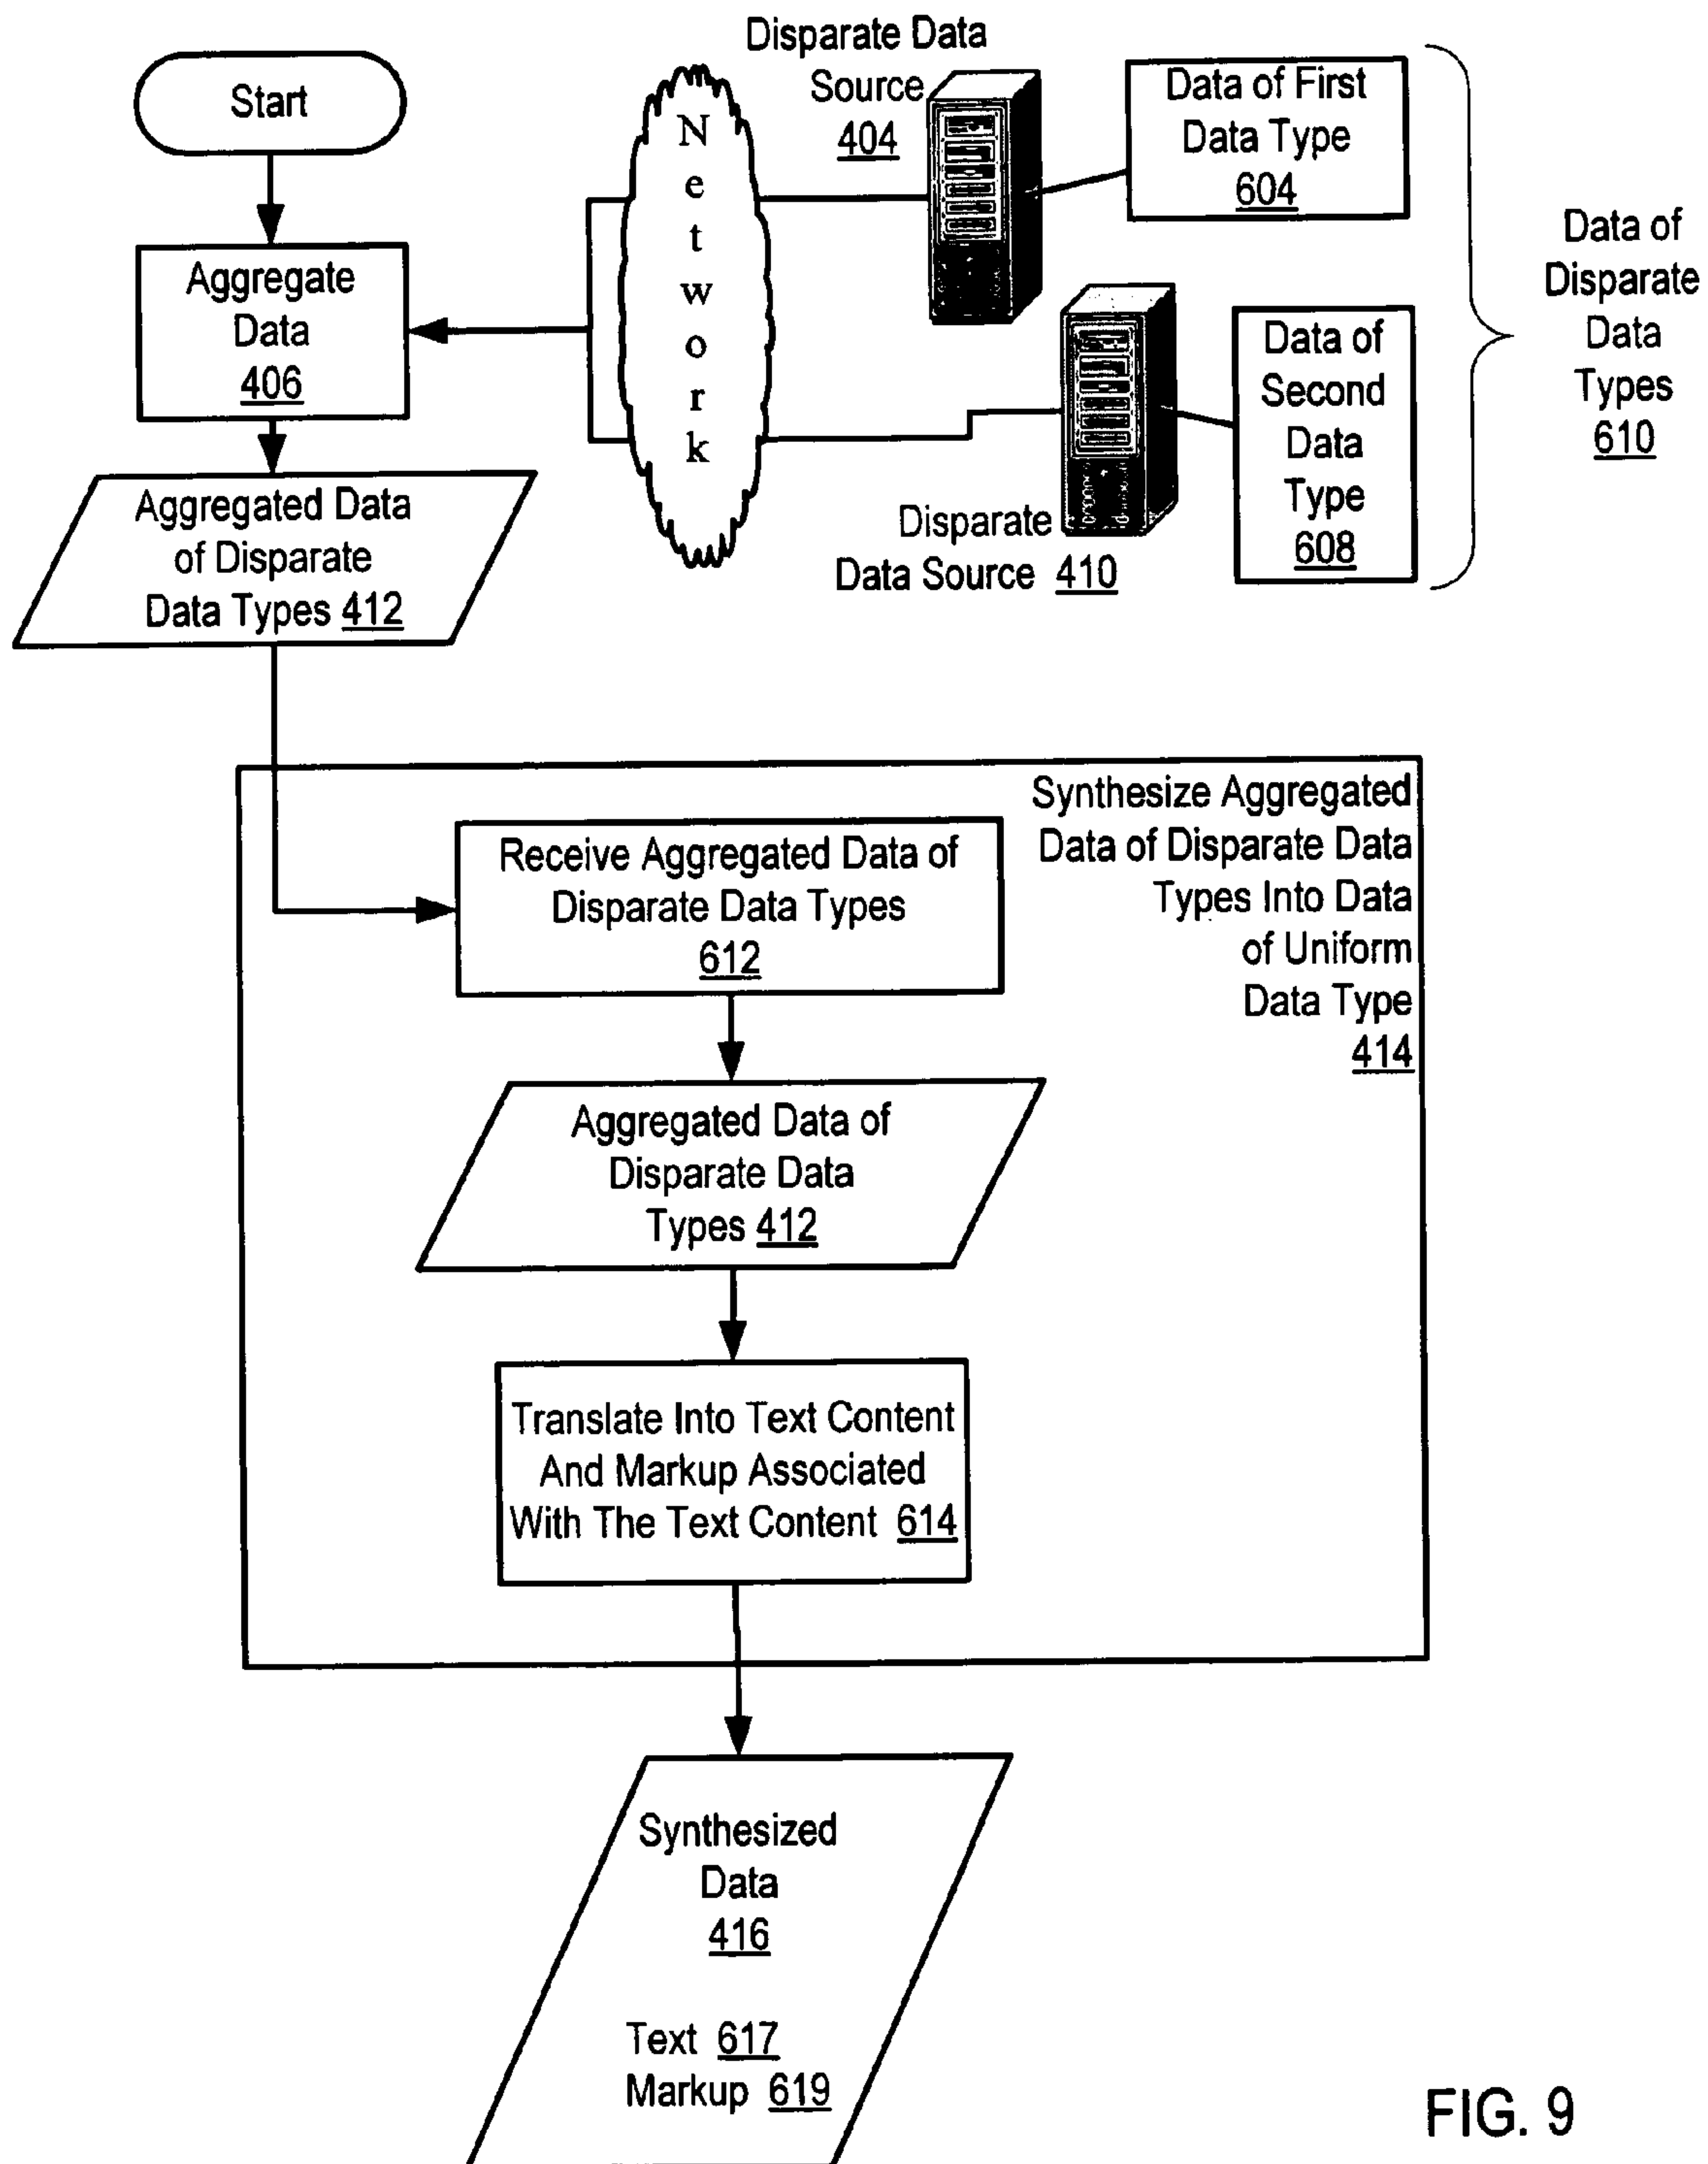 Start
Aggregate
Data
406
Aggregated Data
of Disparate
Data Types 412
Network
Disparate Data
Source
404
Data of First
Data Type
604
Disparate
Data Source 410
Data of
Second
Data
Type
608
Data of
Disparate
Data
Types
610
Synthesize Aggregated
Data of Disparate Data
Types Into Data
of Uniform
Data Type
414
Receive Aggregated Data of
Disparate Data Types
612
Aggregated Data of
Disparate Data
Types 412
Translate Into Text Content
And Markup Associated
With The Text Content 614
Synthesized
Data
416
Text 617
Markup 619
FIG. 9